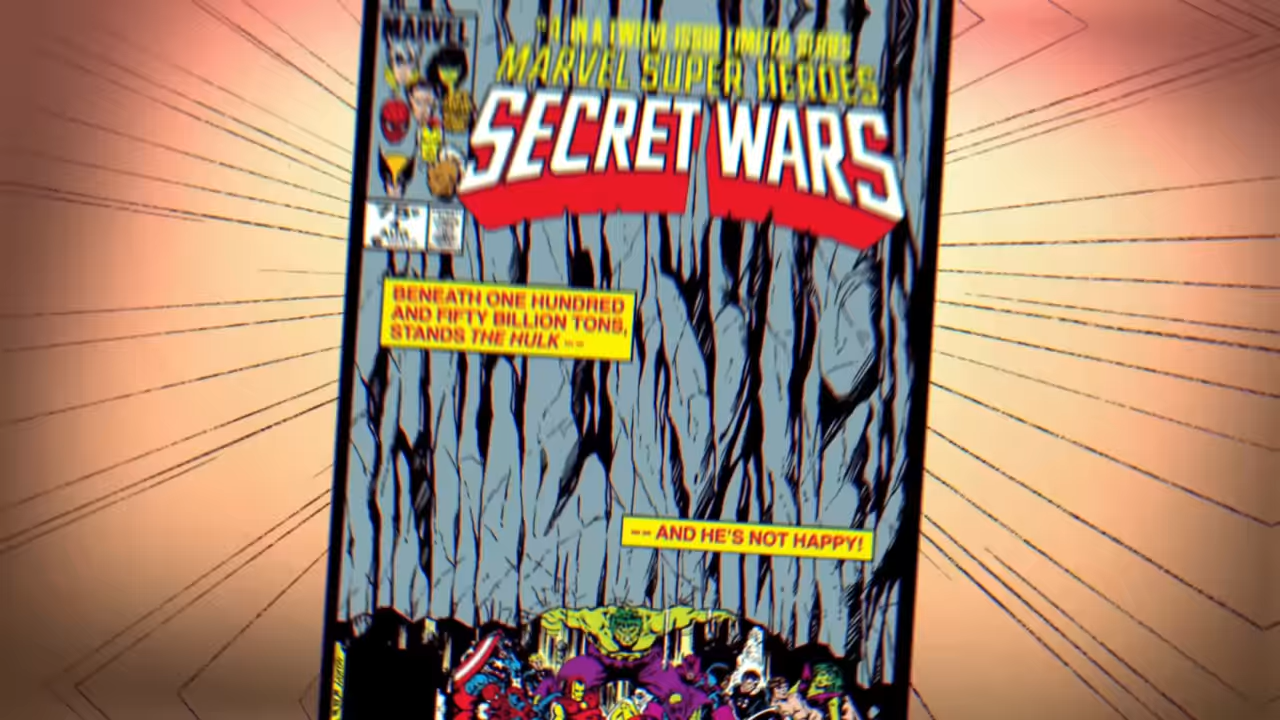 MARVEL
#4 IN A TWELVE ISSUE LIMITED SERIES
MARVEL SUPER HEROES
SECRET WARS
BENEATH ONE HUNDRED
AND FIFTY BILLION TONS,
STANDS THE HULK --
-- AND HE'S NOT HAPPY!